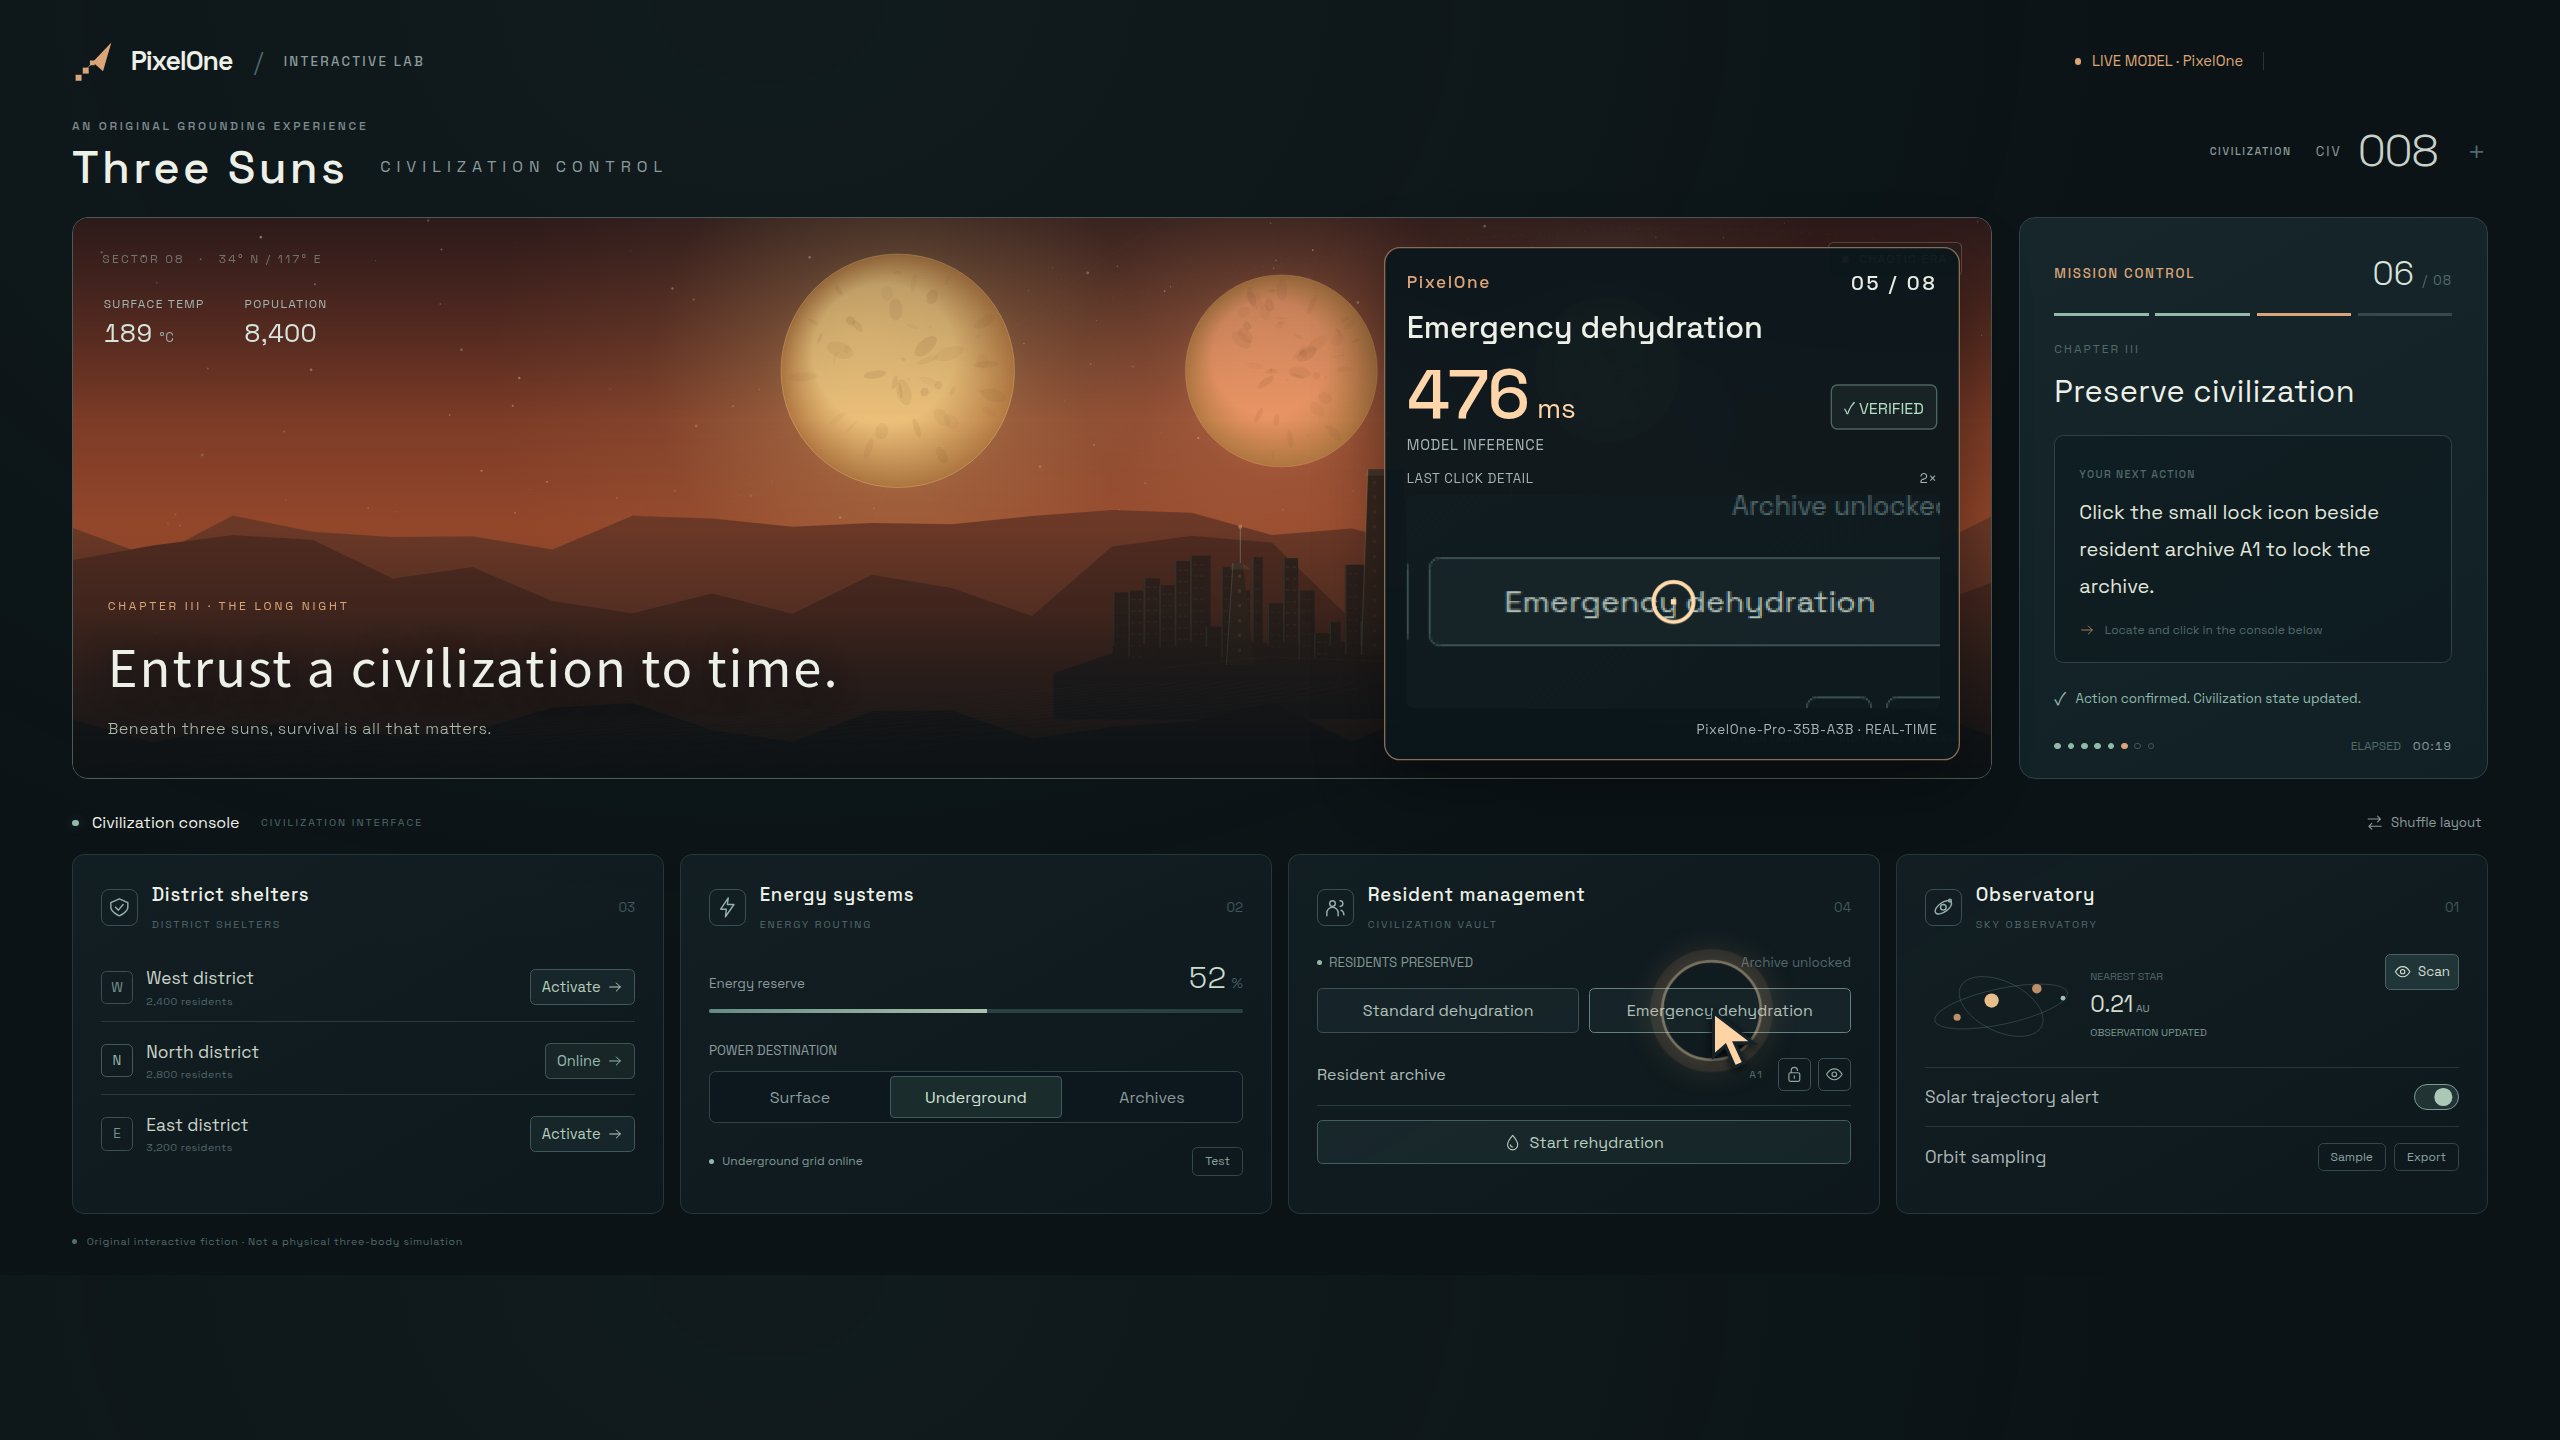 PixelOne / INTERACTIVE LAB
LIVE MODEL · PixelOne
AN ORIGINAL GROUNDING EXPERIENCE
Three Suns CIVILIZATION CONTROL
CIVILIZATION CIV 008 +
SECTOR 08 · 34° N / 117° E
SURFACE TEMP POPULATION
189 °C 8,400
CHAPTER III · THE LONG NIGHT
Entrust a civilization to time.
Beneath three suns, survival is all that matters.
PixelOne 05 / 08
Emergency dehydration
476 ms
✓ VERIFIED
MODEL INFERENCE
LAST CLICK DETAIL 2×
Archive unlocked
Emergency dehydration
PixelOne-Pro-35B-A3B · REAL-TIME
MISSION CONTROL 06 / 08
CHAPTER III
Preserve civilization
YOUR NEXT ACTION
Click the small lock icon beside
resident archive A1 to lock the
archive.
→ Locate and click in the console below
✓ Action confirmed. Civilization state updated.
ELAPSED 00:19
Civilization console CIVILIZATION INTERFACE
Shuffle layout
District shelters 03
DISTRICT SHELTERS
W West district
2,400 residents
Activate →
N North district
2,800 residents
Online →
E East district
3,200 residents
Activate →
Energy systems 02
ENERGY ROUTING
Energy reserve 52 %
POWER DESTINATION
Surface Underground Archives
Underground grid online Test
Resident management 04
CIVILIZATION VAULT
RESIDENTS PRESERVED Archive unlocked
Standard dehydration Emergency dehydration
Resident archive A1
Start rehydration
Observatory 01
SKY OBSERVATORY
NEAREST STAR
0.21 AU
OBSERVATION UPDATED
Scan
Solar trajectory alert
Orbit sampling Sample Export
Original interactive fiction · Not a physical three-body simulation